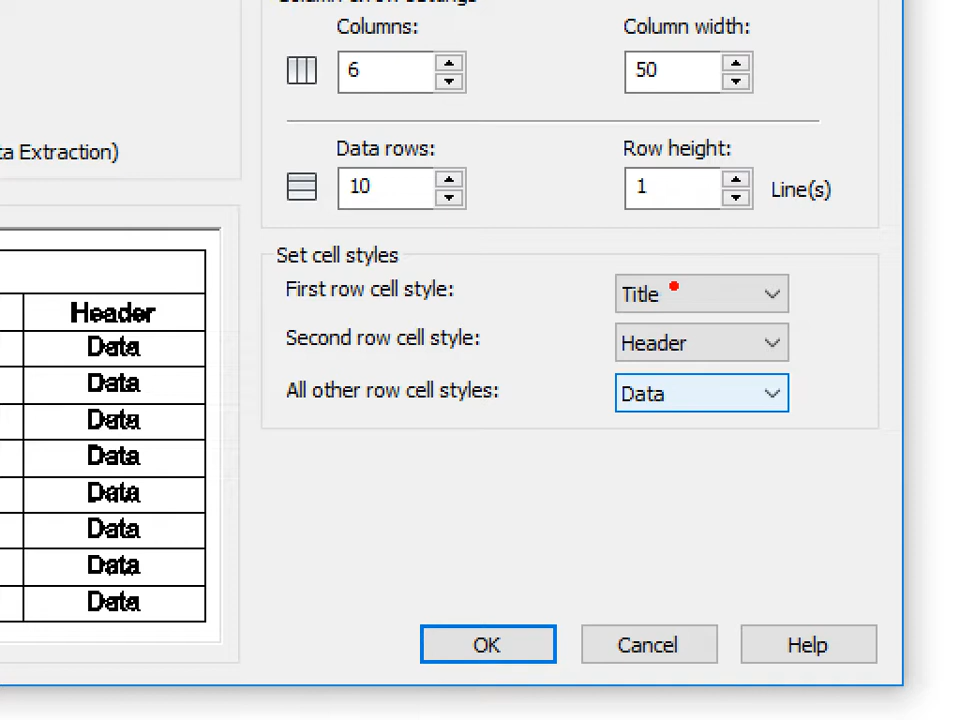 Columns:
Column width:
6
50
ta Extraction)
Data rows:
Row height:
10
1
Line(s)
Set cell styles
First row cell style:
Title
Header
Second row cell style:
Header
Data
Data
All other row cell styles:
Data
Data
Data
Data
Data
Data
Data
OK
Cancel
Help